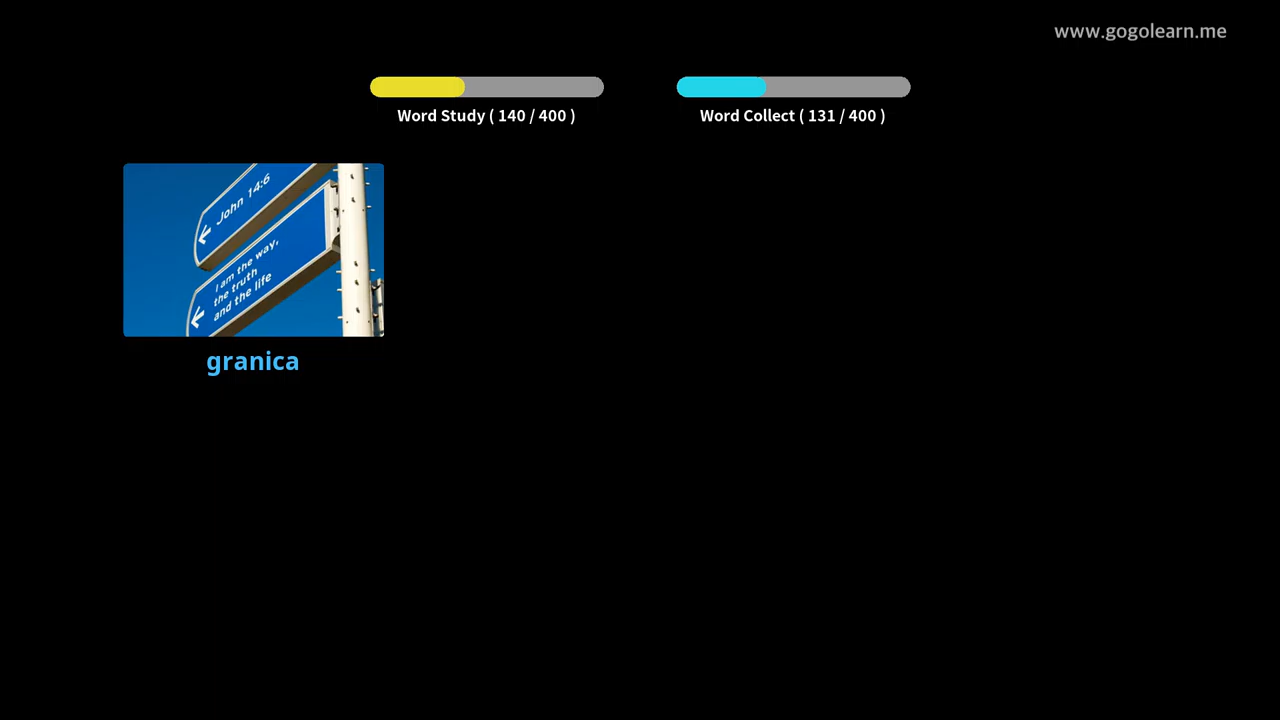 www.gogolearn.me
Word Study ( 140 / 400 )
Word Collect ( 131 / 400 )
John 14:6
I am the way,
the truth
and the life
granica